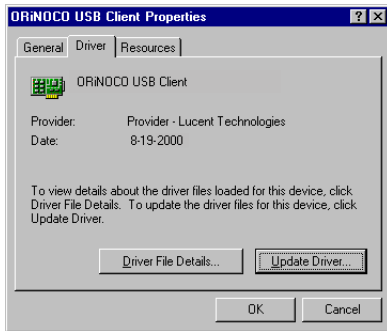 ORiNOCO USB Client Properties
General Driver Resources
ORiNOCO USB Client
Provider: Provider - Lucent Technologies
Date: 8-19-2000
To view details about the driver files loaded for this device, click
Driver File Details. To update the driver files for this device, click
Update Driver.
Driver File Details... Update Driver...
OK Cancel